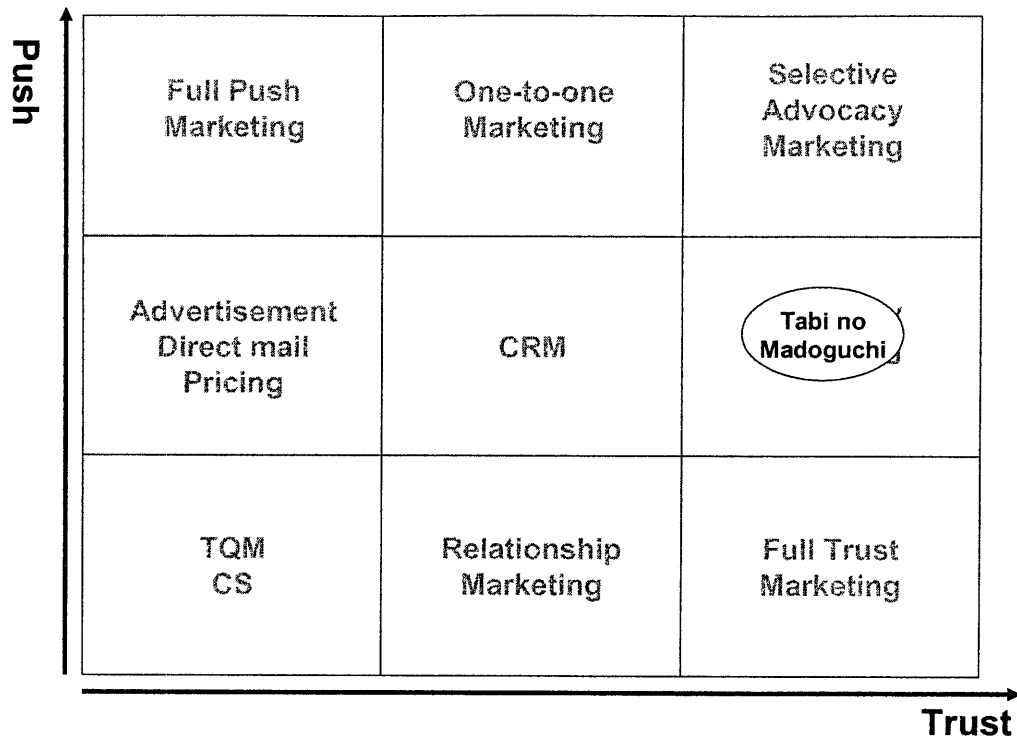 Push
Full Push
Marketing
One-to-one
Marketing
Selective
Advocacy
Marketing
Advertisement
Direct mail
Pricing
CRM
Tabi no
Madoguchi
TQM
CS
Relationship
Marketing
Full Trust
Marketing
Trust